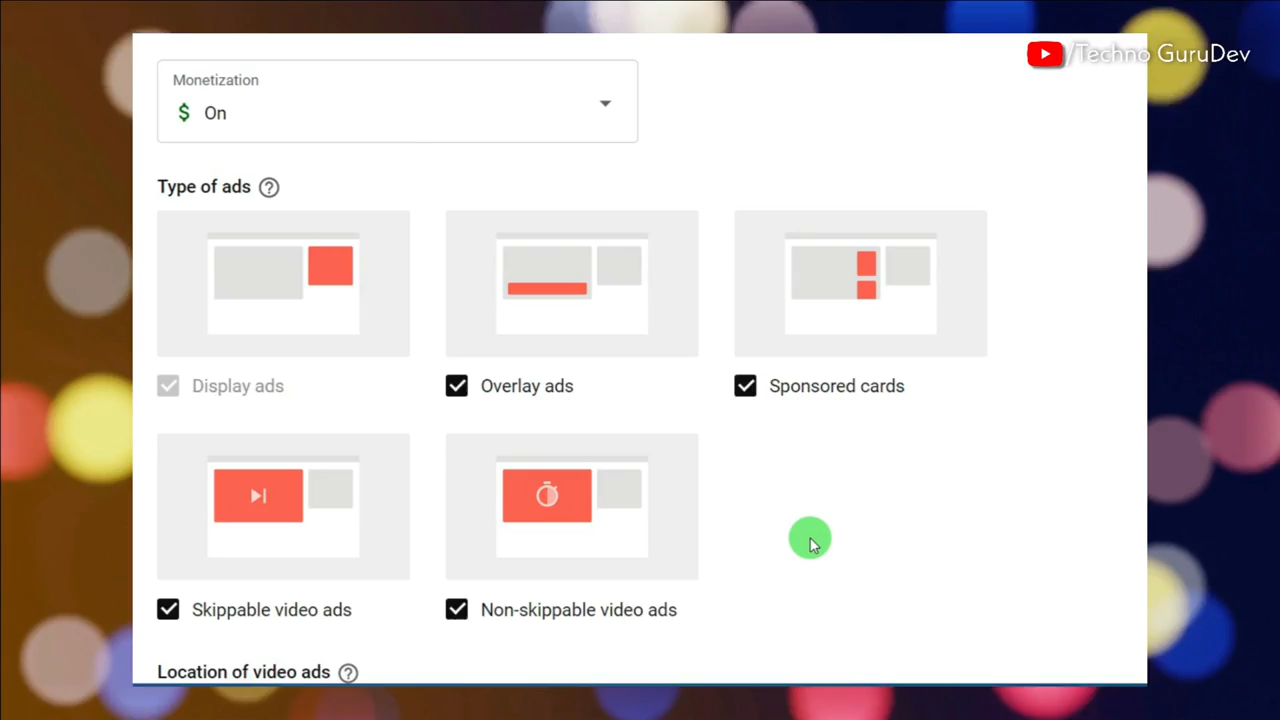 /Techno GuruDev
Monetization
$ On
Type of ads ?
Display ads
Overlay ads
Sponsored cards
Skippable video ads
Non-skippable video ads
Location of video ads ?